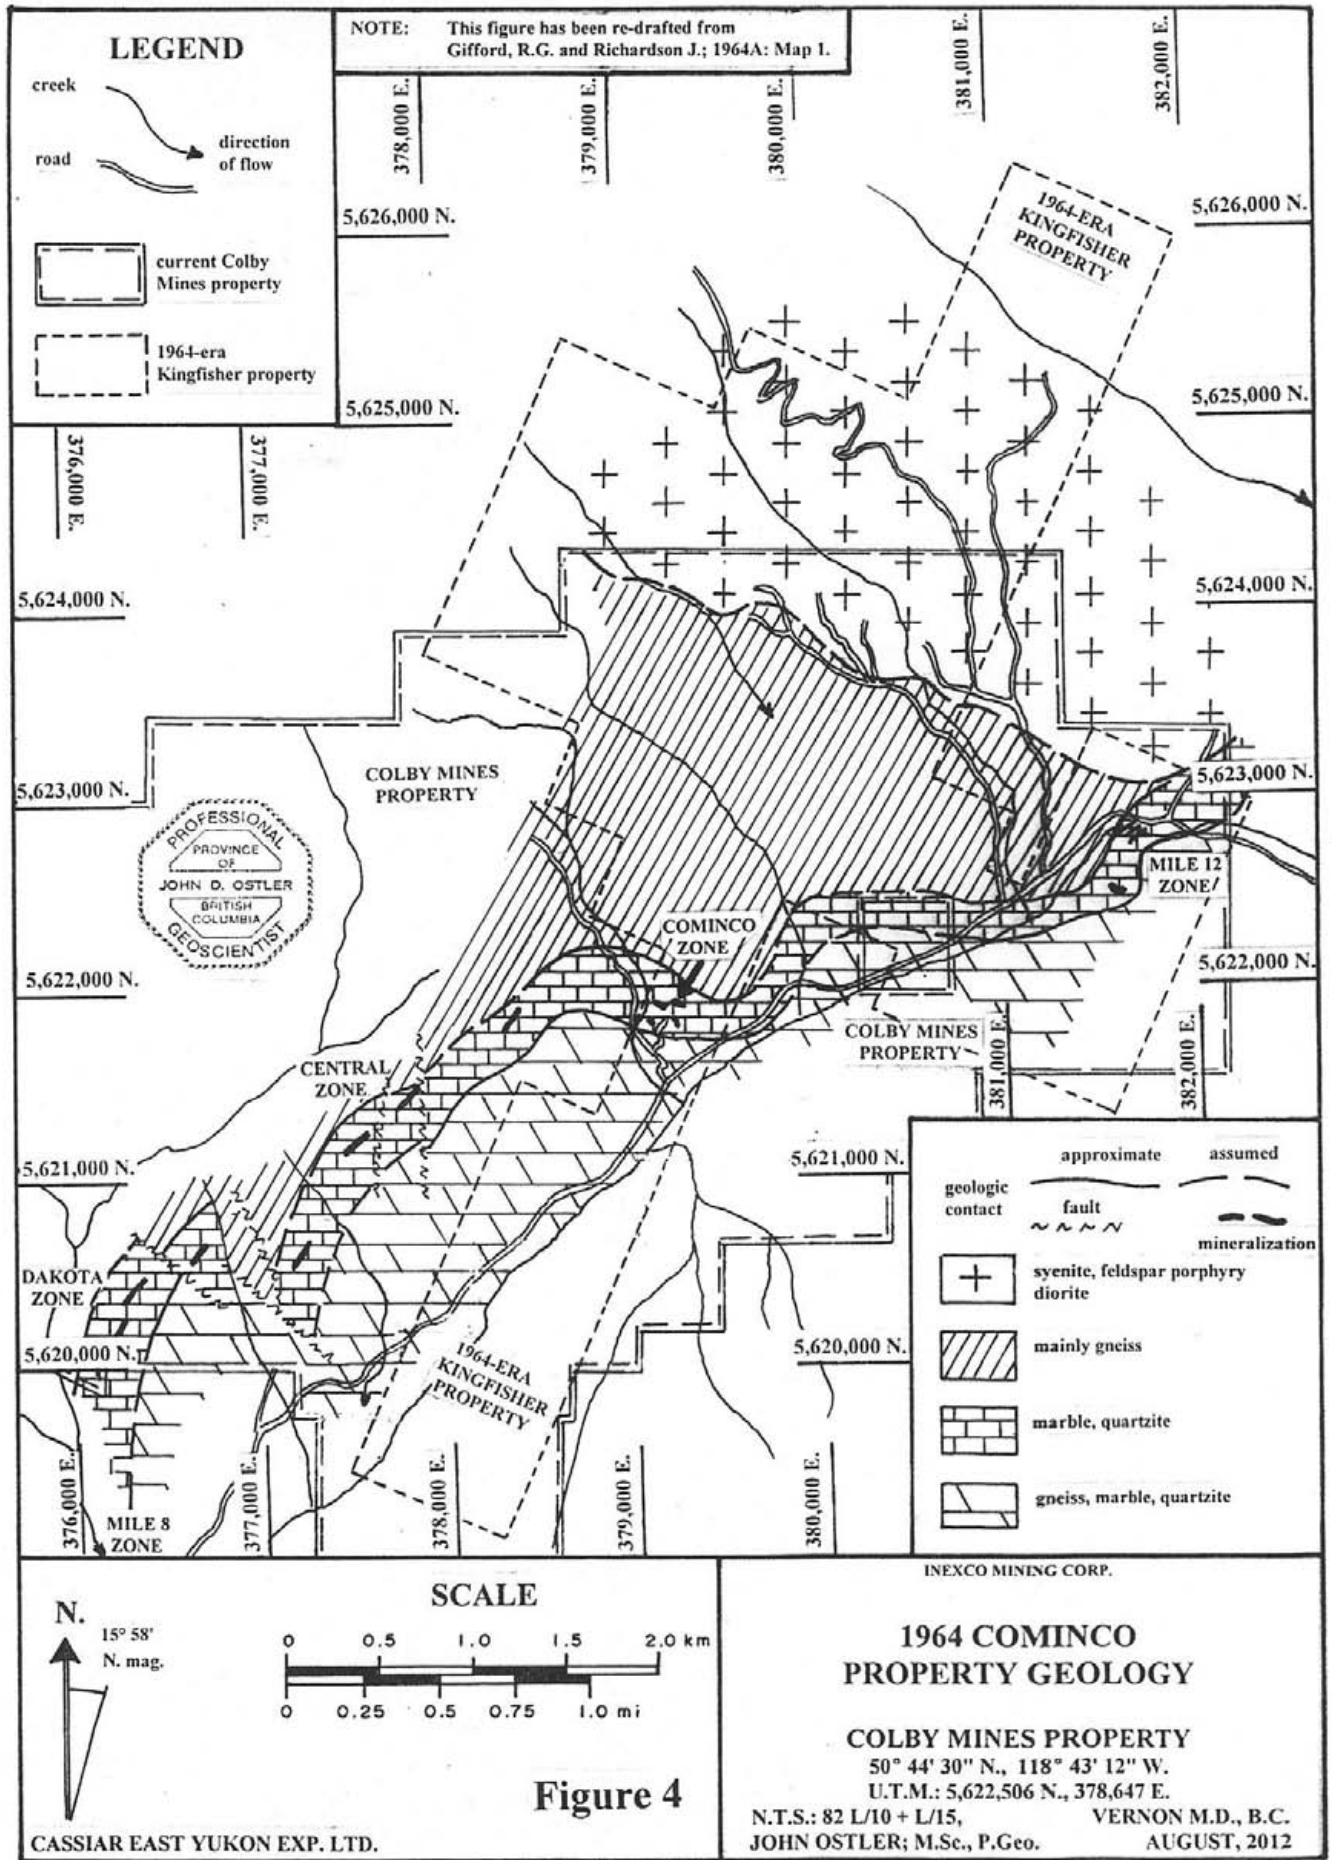 LEGEND
creek
direction
of flow
road
current Colby
Mines property
1964-era
Kingfisher property
NOTE: This figure has been re-drafted from
Gifford, R.G. and Richardson J.; 1964A: Map 1.
378,000 E.
379,000 E.
380,000 E.
381,000 E.
382,000 E.
5,626,000 N.
5,626,000 N.
1964-ERA
KINGFISHER
PROPERTY
5,625,000 N.
5,625,000 N.
376,000 E.
377,000 E.
5,624,000 N.
5,624,000 N.
5,623,000 N.
5,623,000 N.
COLBY MINES
PROPERTY
PROFESSIONAL
PROVINCE
OF
JOHN D. OSTLER
BRITISH
COLUMBIA
GEOSCIENTIST
MILE 12
ZONE
COMINCO
ZONE
5,622,000 N.
5,622,000 N.
COLBY MINES
PROPERTY
381,000 E.
382,000 E.
CENTRAL
ZONE
5,621,000 N.
5,621,000 N.
DAKOTA
ZONE
5,620,000 N.
5,620,000 N.
1964-ERA
KINGFISHER
PROPERTY
376,000 E.
377,000 E.
378,000 E.
379,000 E.
380,000 E.
MILE 8
ZONE
approximate assumed
geologic
contact
fault
mineralization
syenite, feldspar porphyry
diorite
mainly gneiss
marble, quartzite
gneiss, marble, quartzite
N.
15° 58'
N. mag.
SCALE
0 0.5 1.0 1.5 2.0 km
0 0.25 0.5 0.75 1.0 mi
Figure 4
CASSIAR EAST YUKON EXP. LTD.
INEXCO MINING CORP.
1964 COMINCO
PROPERTY GEOLOGY
COLBY MINES PROPERTY
50° 44' 30" N., 118° 43' 12" W.
U.T.M.: 5,622,506 N., 378,647 E.
N.T.S.: 82 L/10 + L/15, VERNON M.D., B.C.
JOHN OSTLER; M.Sc., P.Geo. AUGUST, 2012